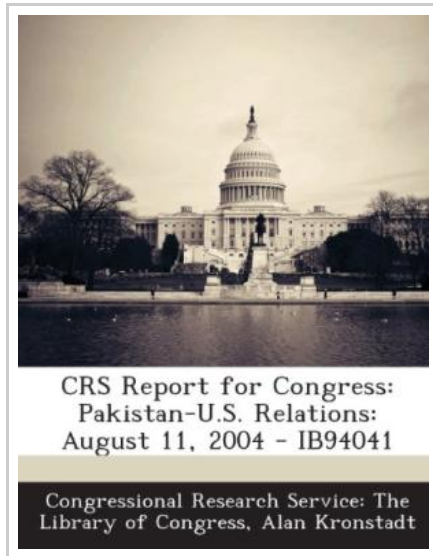 CRS Report for Congress:
Pakistan-U.S. Relations:
August 11, 2004 - IB94041
Congressional Research Service: The
Library of Congress, Alan Kronstadt